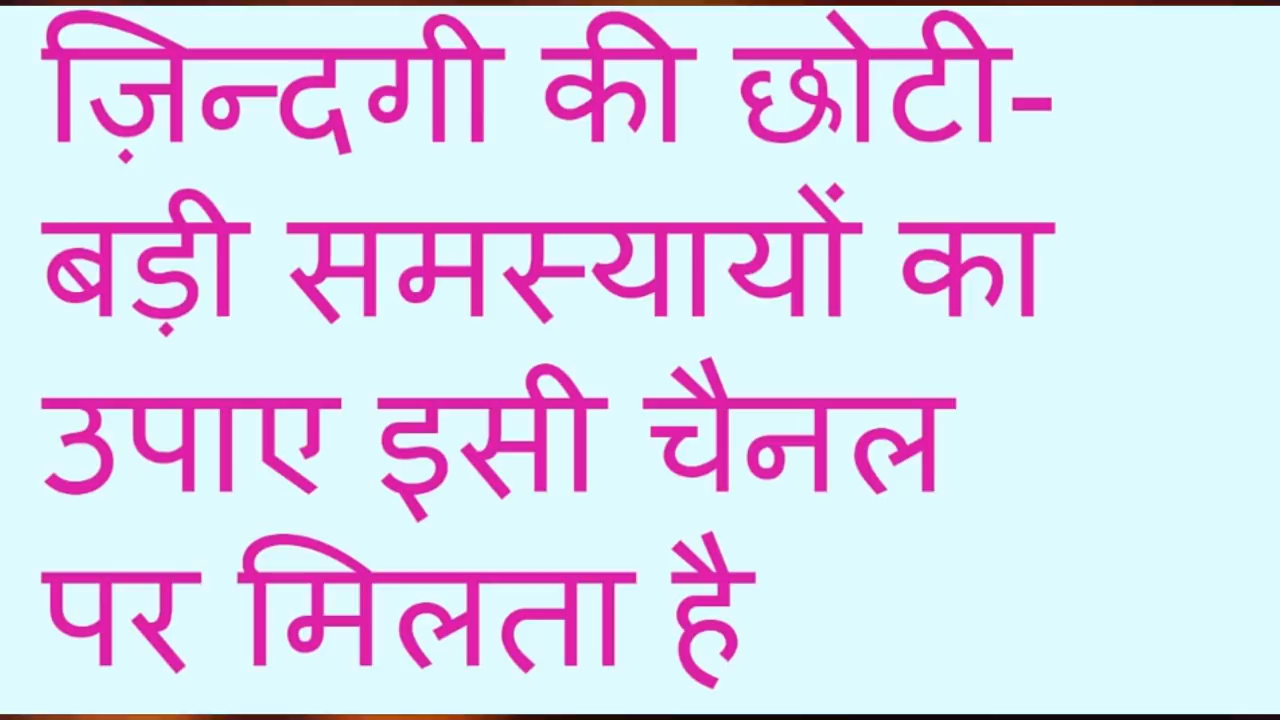 ज़िन्दगी की छोटी-
बड़ी समस्यायों का
उपाए इसी चैनल
पर मिलता है